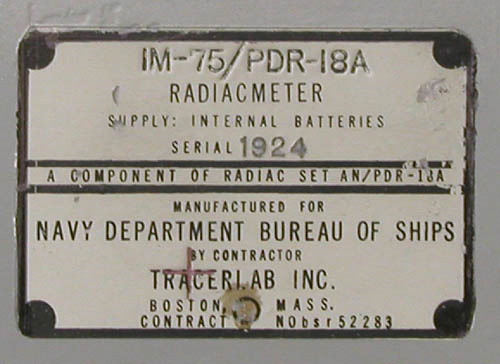 IM-75/PDR-18A
RADIACMETER
SUPPLY: INTERNAL BATTERIES
SERIAL 1924
A COMPONENT OF RADIAC SET AN/PDR-18A
MANUFACTURED FOR
NAVY DEPARTMENT BUREAU OF SHIPS
BY CONTRACTOR
TRACERLAB INC.
BOSTON, MASS.
CONTRACT NObsr52283